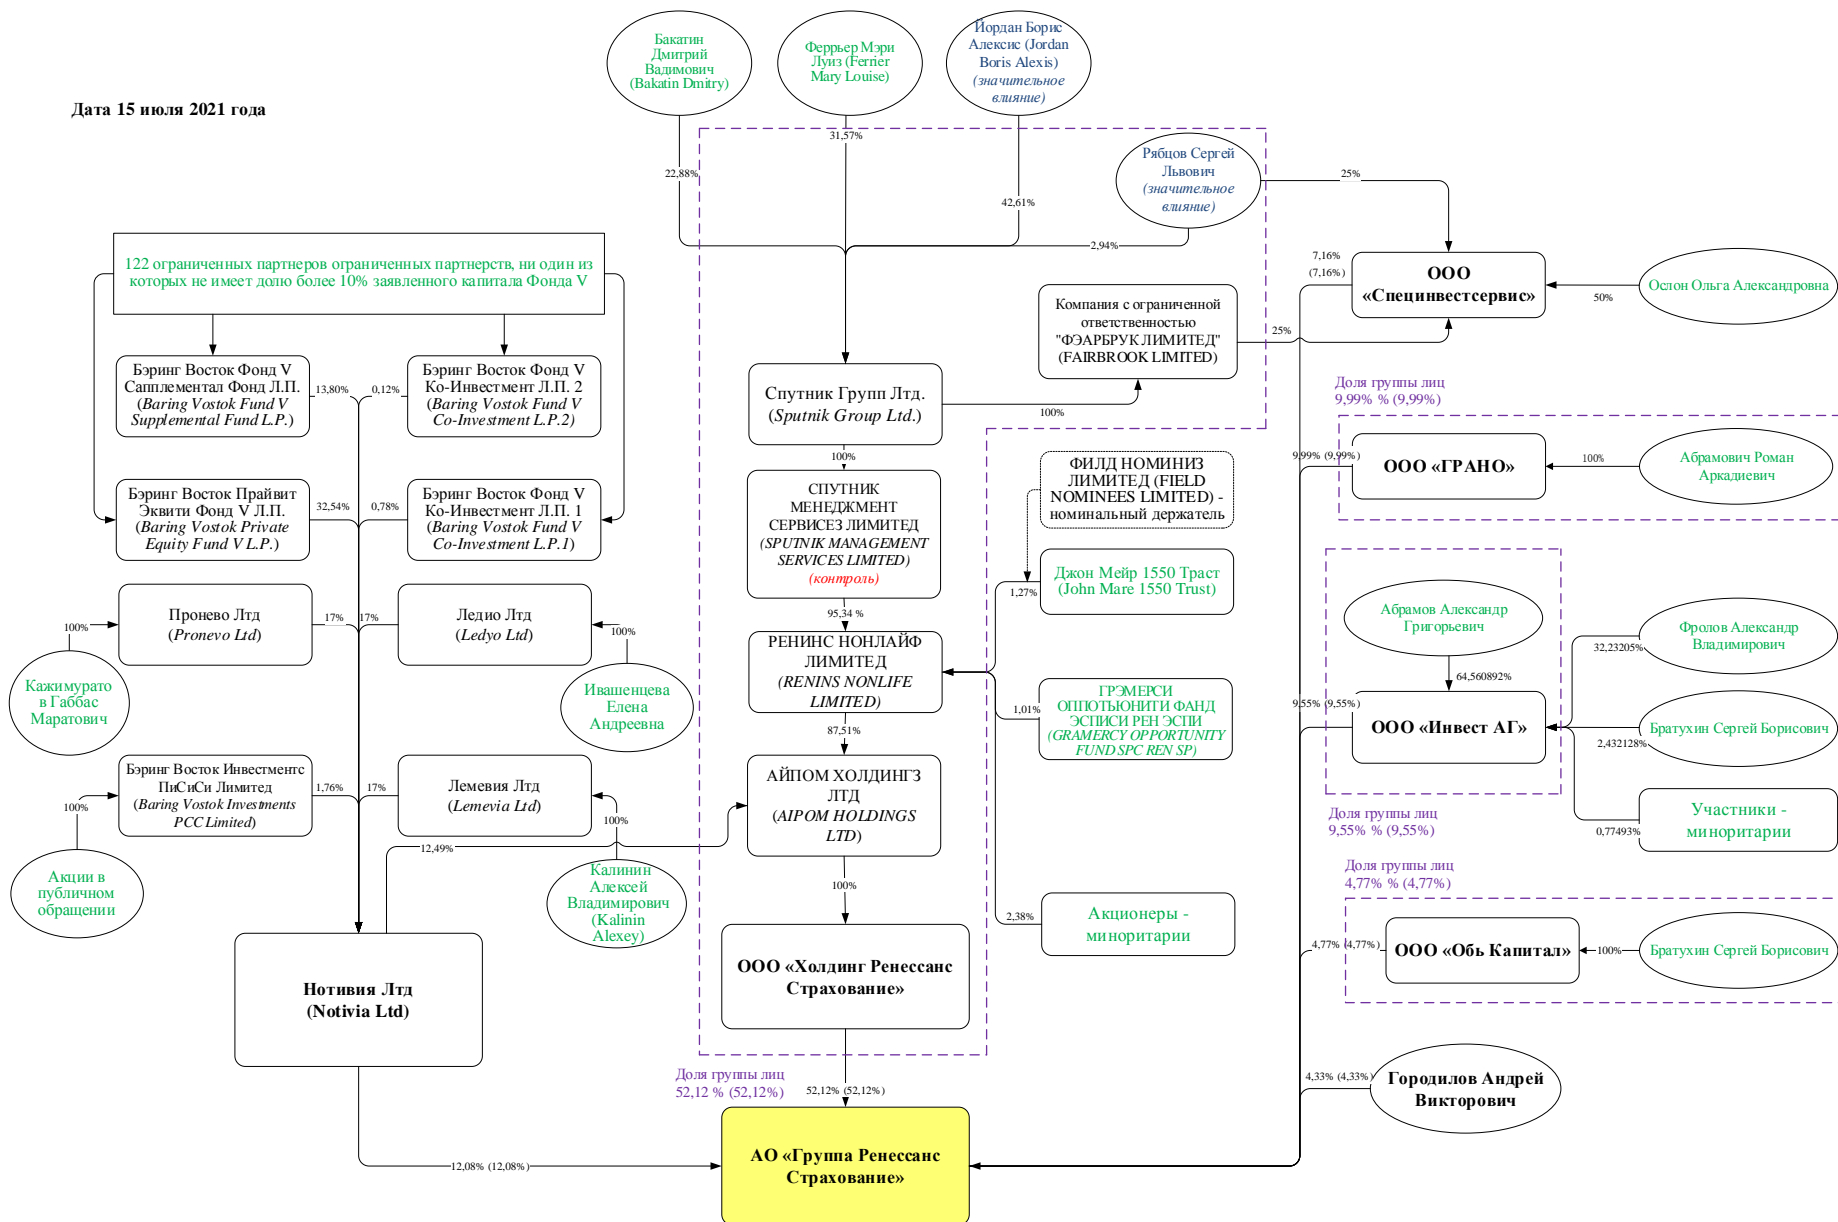 Дата 15 июля 2021 года
Бакатин
Дмитрий
Вадимович
(Bakatin Dmitry)
Феррьер Мэри
Луиз (Ferrier
Mary Louise)
Йордан Борис
Алексис (Jordan
Boris Alexis)
(значительное
влияние)
Рябцов Сергей
Львович
(значительное
влияние)
22,88%
31,57%
42,61%
2,94%
25%
122 ограниченных партнеров ограниченных партнерств, ни один из
которых не имеет долю более 10% заявленного капитала Фонда V
Бэринг Восток Фонд V
Сапплементал Фонд Л.П.
(Baring Vostok Fund V
Supplemental Fund L.P.)
13,80%
0,12%
Бэринг Восток Фонд V
Ко-Инвестмент Л.П. 2
(Baring Vostok Fund V
Co-Investment L.P.2)
Бэринг Восток Прайвит
Эквити Фонд V Л.П.
(Baring Vostok Private
Equity Fund V L.P.)
32,54%
0,78%
Бэринг Восток Фонд V
Ко-Инвестмент Л.П. 1
(Baring Vostok Fund V
Co-Investment L.P.1)
Пронево Лтд
(Pronevo Ltd)
17%
17%
Ледио Лтд
(Ledyo Ltd)
100%
100%
Кажимурато
в Габбас
Маратович
Ивашенцева
Елена
Андреевна
Бэринг Восток Инвестментс
ПиСиСи Лимитед
(Baring Vostok Investments
PCC Limited)
1,76%
17%
Лемевия Лтд
(Lemevia Ltd)
100%
100%
Акции в
публичном
обращении
Калинин
Алексей
Владимирович
(Kalinin
Alexey)
12,49%
Нотивия Лтд
(Notivia Ltd)
12,08% (12,08%)
Спутник Групп Лтд.
(Sputnik Group Ltd.)
100%
100%
Компания с ограниченной
ответственностью
"ФЭАРБРУК ЛИМИТЕД"
(FAIRBROOK LIMITED)
25%
СПУТНИК
МЕНЕДЖМЕНТ
СЕРВИСЕЗ ЛИМИТЕД
(SPUTNIK MANAGEMENT
SERVICES LIMITED)
(контроль)
95,34 %
РЕНИНС НОНЛАЙФ
ЛИМИТЕД
(RENINS NONLIFE
LIMITED)
87,51%
АЙПОМ ХОЛДИНГЗ
ЛТД
(AIPOM HOLDINGS
LTD)
100%
ООО «Холдинг Ренессанс
Страхование»
Доля группы лиц
52,12 % (52,12%)
52,12% (52,12%)
АО «Группа Ренессанс
Страхование»
ФИЛД НОМИНИЗ
ЛИМИТЕД (FIELD
NOMINEES LIMITED) -
номинальный держатель
1,27%
Джон Мейр 1550 Траст
(John Mare 1550 Trust)
1,01%
ГРЭМЕРСИ
ОППОТЬЮНИТИ ФАНД
ЭСПИСИ РЕН ЭСПИ
(GRAMERCY OPPORTUNITY
FUND SPC REN SP)
2,38%
Акционеры -
миноритарии
7,16%
(7,16%)
ООО
«Специнвестсервис»
50%
Ослон Ольга Александровна
Доля группы лиц
9,99% % (9,99%)
9,99% (9,99%)
ООО «ГРАНО»
100%
Абрамович Роман
Аркадиевич
Абрамов Александр
Григорьевич
64,560892%
9,55% (9,55%)
ООО «Инвест АГ»
32,23205%
Фролов Александр
Владимирович
2,432128%
Братухин Сергей Борисович
0,77493%
Участники -
миноритарии
Доля группы лиц
9,55% % (9,55%)
Доля группы лиц
4,77% % (4,77%)
4,77% (4,77%)
ООО «Обь Капитал»
100%
Братухин Сергей Борисович
4,33% (4,33%)
Городилов Андрей
Викторович